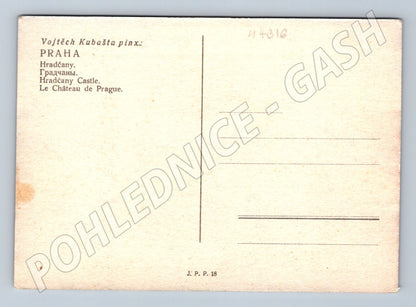 44816
Vojtěch Kubašta pinx.:
PRAHA
Hradčany.
Градчаны.
Hradčany Castle.
Le Château de Prague.
POHLEDNICE - GASH
J. P. P. 18